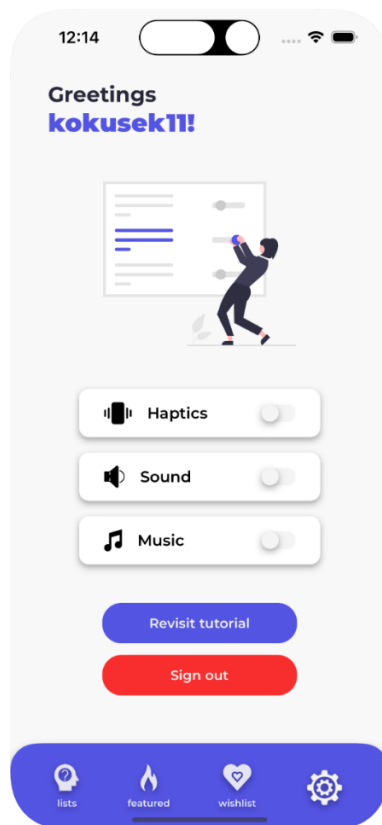 12:14
Greetings
kokusek11!
Haptics
Sound
Music
Revisit tutorial
Sign out
lists
featured
wishlist